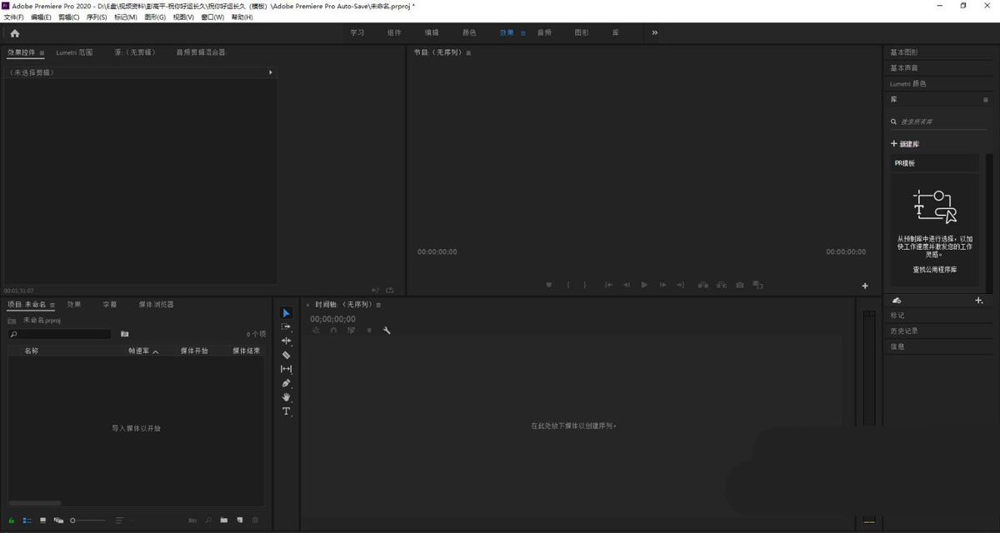 Adobe Premiere Pro 2020 - D:\E盘\视频资料\彭高平-祝你好运长久\祝你好运长久（模板）\Adobe Premiere Pro Auto-Save\未命名.prproj *
文件(F) 编辑(E) 剪辑(C) 序列(S) 标记(M) 图形(G) 视图(V) 窗口(W) 帮助(H)
学习 组件 编辑 颜色 效果 音频 图形 库
效果控件 Lumetri 范围 源:（无剪辑） 音频剪辑混合器:
（未选择剪辑）
00:01:31:07
节目:（无序列）
00:00:00:00 00:00:00:00
基本图形
基本声音
Lumetri 颜色
库
搜索所有库
新建库
PR模板
从预制库中进行选择，以加
快工作速度并激发您的工作
灵感。
查找公用程序库
标记
历史记录
信息
项目: 未命名 效果 字幕 媒体浏览器
未命名.prproj
0 个项
名称 帧速率 媒体开始 媒体结束
导入媒体以开始
× 时间轴:（无序列）
00;00;00;00
在此处放下媒体以创建序列。